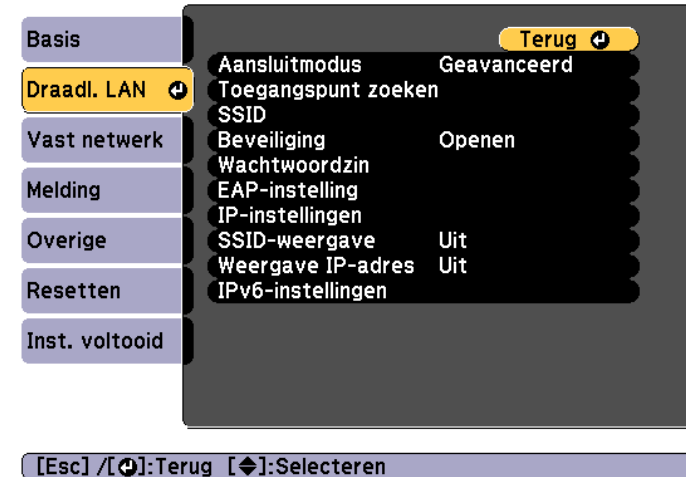 Basis
Draadl. LAN
Vast netwerk
Melding
Overige
Resetten
Inst. voltooid
Terug
Aansluitmodus Geavanceerd
Toegangspunt zoeken
SSID
Beveiliging Openen
Wachtwoordzin
EAP-instelling
IP-instellingen
SSID-weergave Uit
Weergave IP-adres Uit
IPv6-instellingen
[Esc] /[⏎]:Terug [◆]:Selecteren